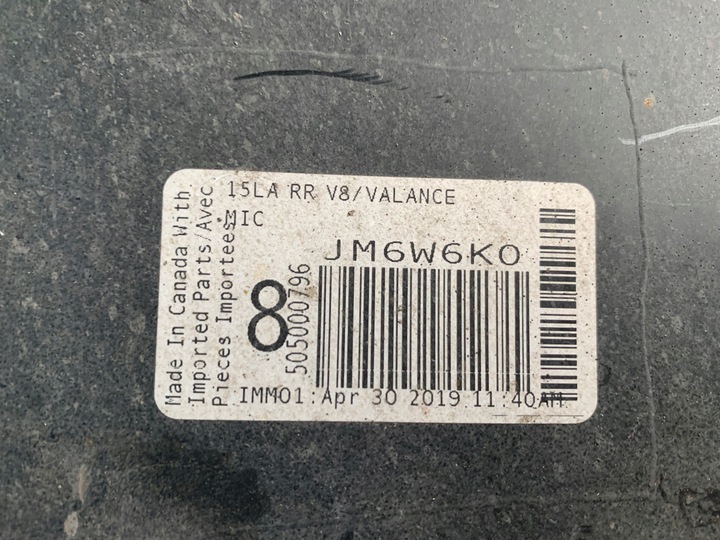 15LA RR V8/VALANCE
MIC
JM6W6KO
8
505000796
IMM01:Apr 30 2019 11:40AM
Made In Canada With
Imported Parts/Avec
Pieces Importees